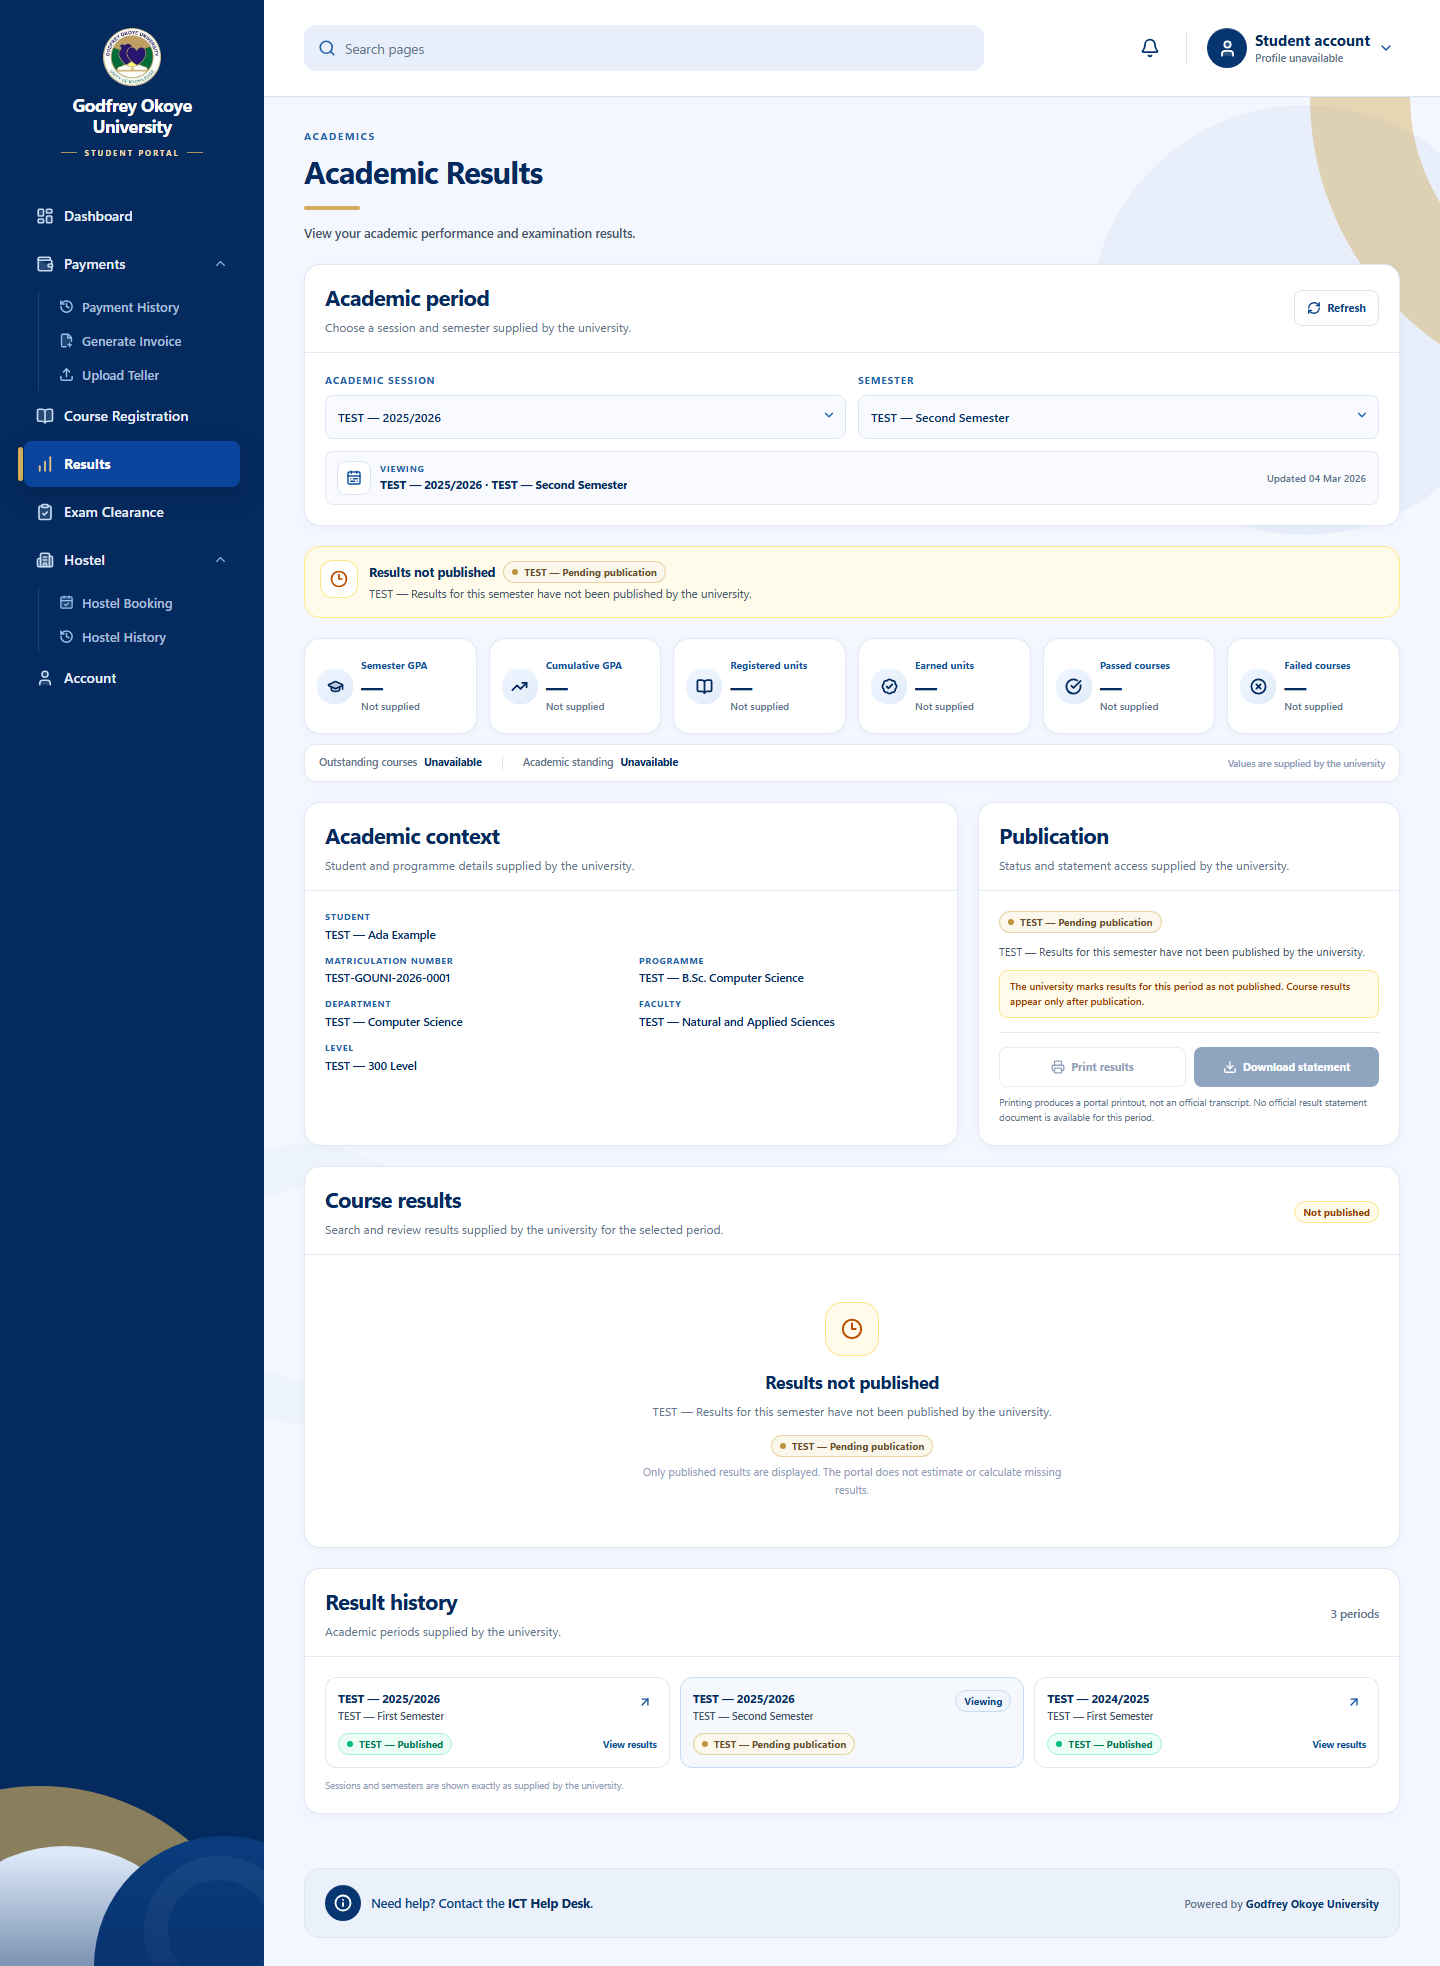 GODFREY OKOYE UNIVERSITY
Godfrey Okoye
University
STUDENT PORTAL
Dashboard
Payments
Payment History
Generate Invoice
Upload Teller
Course Registration
Results
Exam Clearance
Hostel
Hostel Booking
Hostel History
Account
Search pages
Student account
Profile unavailable
ACADEMICS
Academic Results
View your academic performance and examination results.
Academic period
Choose a session and semester supplied by the university.
Refresh
ACADEMIC SESSION
TEST — 2025/2026
SEMESTER
TEST — Second Semester
VIEWING
TEST — 2025/2026 · TEST — Second Semester
Updated 04 Mar 2026
Results not published
TEST — Pending publication
TEST — Results for this semester have not been published by the university.
Semester GPA
—
Not supplied
Cumulative GPA
—
Not supplied
Registered units
—
Not supplied
Earned units
—
Not supplied
Passed courses
—
Not supplied
Failed courses
—
Not supplied
Outstanding courses Unavailable
Academic standing Unavailable
Values are supplied by the university
Academic context
Student and programme details supplied by the university.
STUDENT
TEST — Ada Example
MATRICULATION NUMBER
TEST-GOUNI-2026-0001
PROGRAMME
TEST — B.Sc. Computer Science
DEPARTMENT
TEST — Computer Science
FACULTY
TEST — Natural and Applied Sciences
LEVEL
TEST — 300 Level
Publication
Status and statement access supplied by the university.
TEST — Pending publication
TEST — Results for this semester have not been published by the university.
The university marks results for this period as not published. Course results
appear only after publication.
Print results
Download statement
Printing produces a portal printout, not an official transcript. No official result statement
document is available for this period.
Course results
Search and review results supplied by the university for the selected period.
Not published
Results not published
TEST — Results for this semester have not been published by the university.
TEST — Pending publication
Only published results are displayed. The portal does not estimate or calculate missing
results.
Result history
Academic periods supplied by the university.
3 periods
TEST — 2025/2026
TEST — First Semester
TEST — Published
View results
TEST — 2025/2026
TEST — Second Semester
Viewing
TEST — Pending publication
TEST — 2024/2025
TEST — First Semester
TEST — Published
View results
Sessions and semesters are shown exactly as supplied by the university.
Need help? Contact the ICT Help Desk.
Powered by Godfrey Okoye University